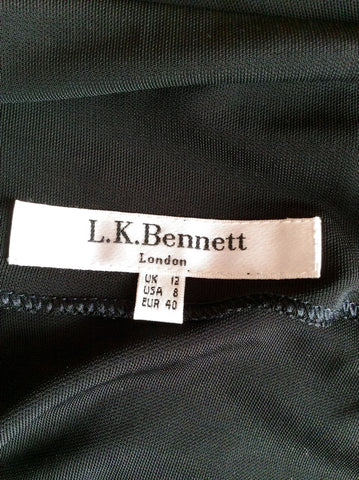 L.K.Bennett
London
UK 12
USA 8
EUR 40